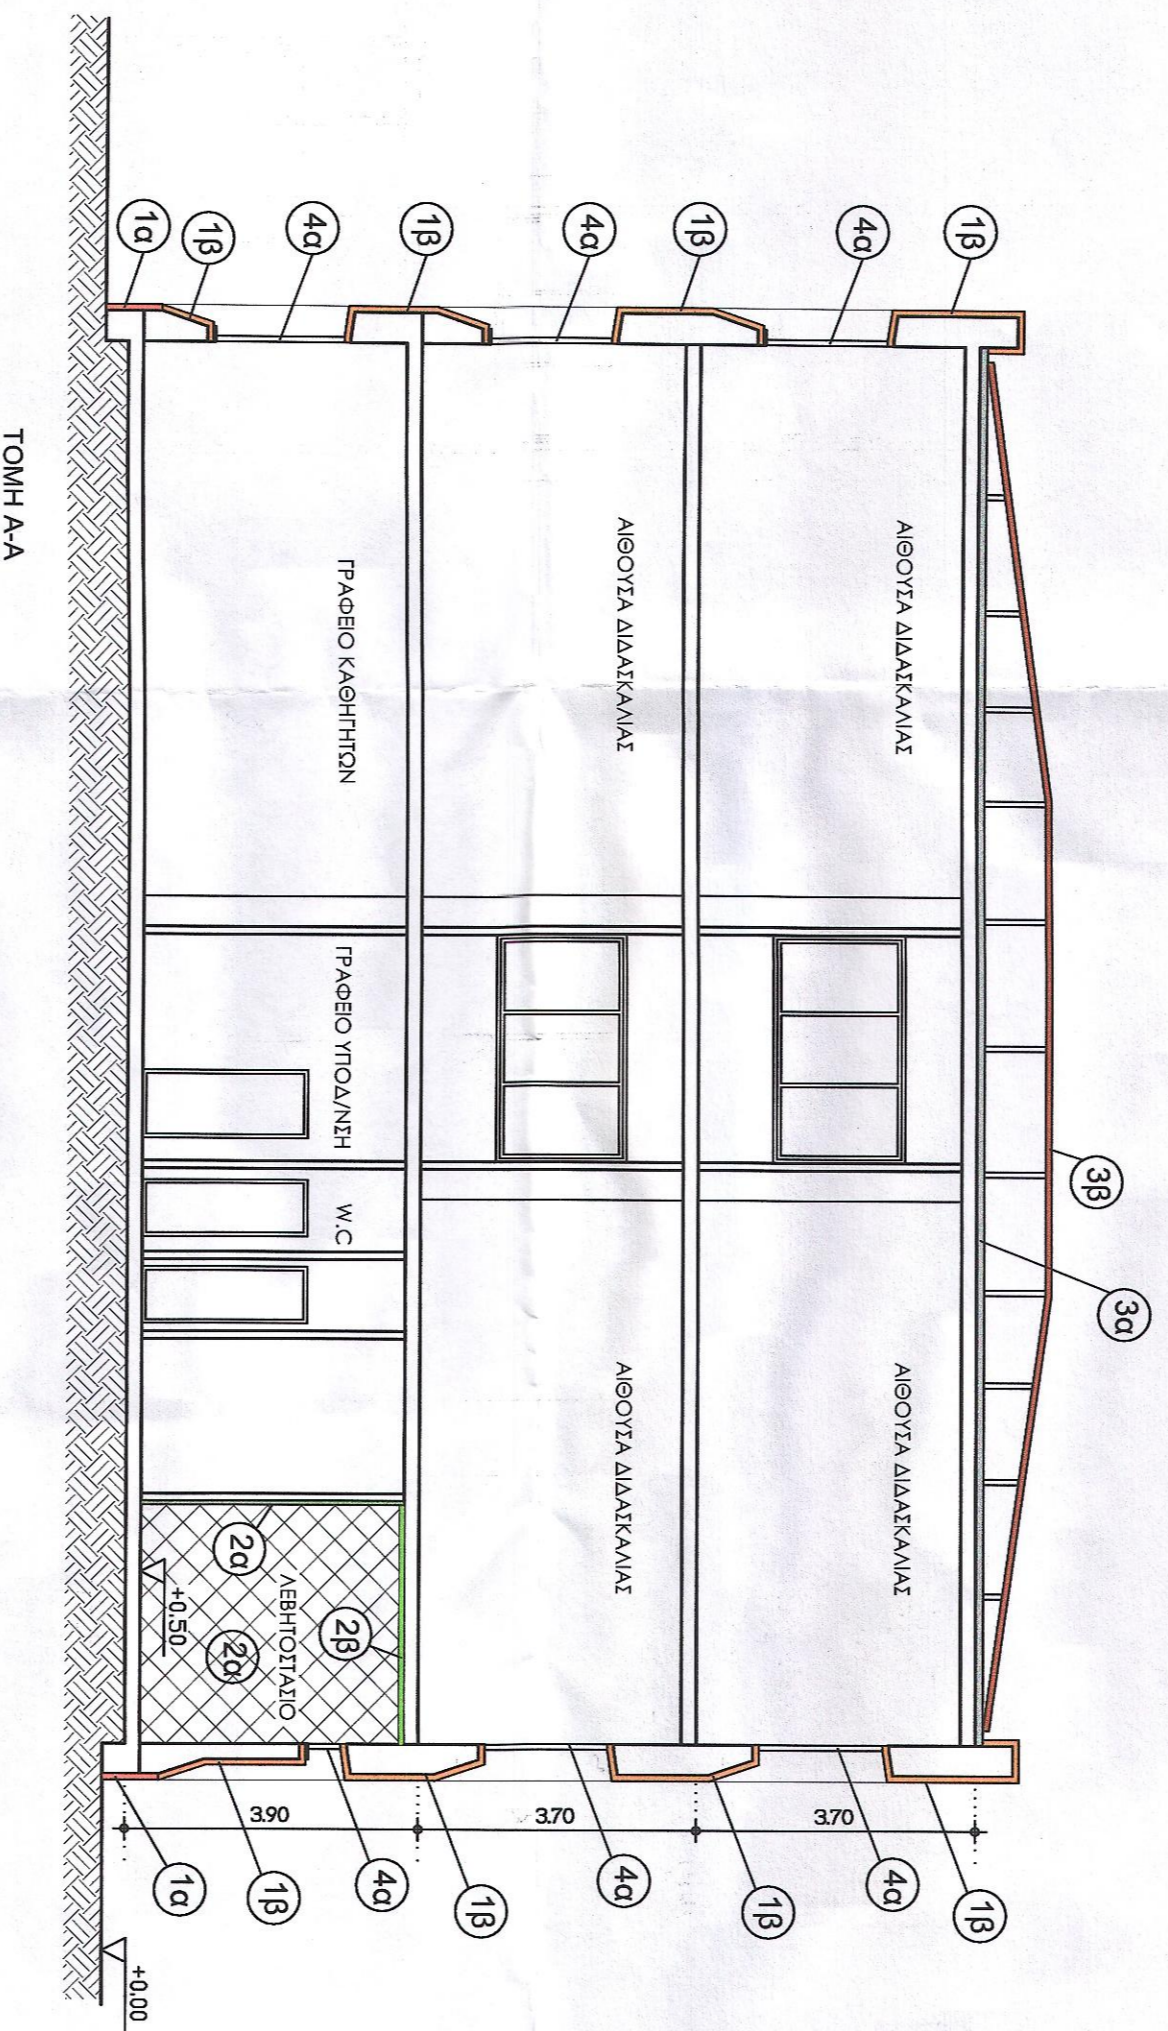 3β
3α
1β
1β
4α
ΑΙΘΟΥΣΑ ΔΙΔΑΣΚΑΛΙΑΣ
ΑΙΘΟΥΣΑ ΔΙΔΑΣΚΑΛΙΑΣ
3.70
4α
1β
1β
4α
ΑΙΘΟΥΣΑ ΔΙΔΑΣΚΑΛΙΑΣ
ΑΙΘΟΥΣΑ ΔΙΔΑΣΚΑΛΙΑΣ
3.70
4α
1β
1β
4α
ΓΡΑΦΕΙΟ ΚΑΘΗΓΗΤΩΝ
ΓΡΑΦΕΙΟ ΥΠΟΔ/ΝΣΗ
W.C
2β
4α
ΛΕΒΗΤΟΣΤΑΣΙΟ
3.90
1β
2α
2α
1β
+0.50
1α
1α
+0.00
ΤΟΜΗ Α-Α